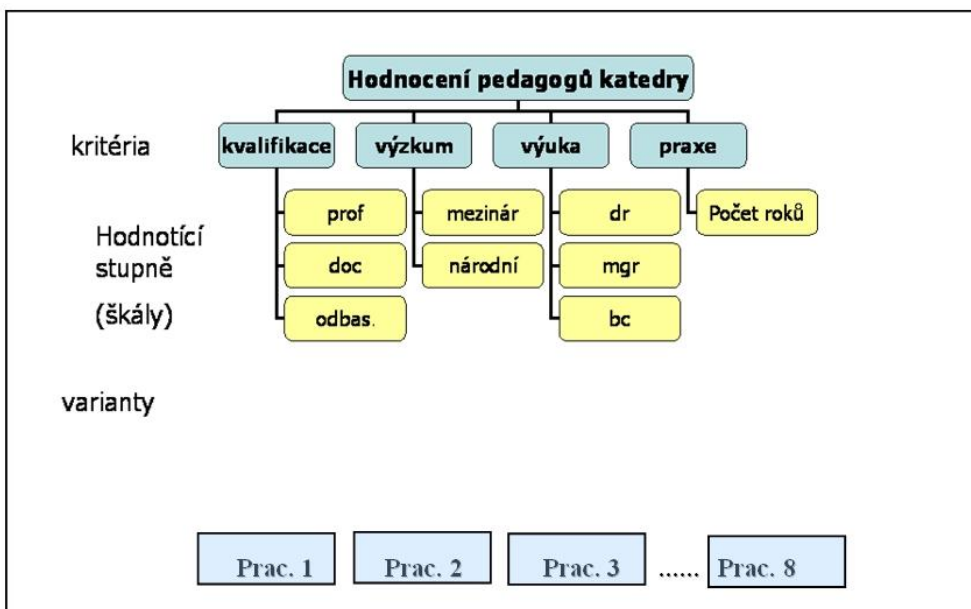 Hodnocení pedagogů katedry
kritéria
kvalifikace
výzkum
výuka
praxe
Hodnotící
stupně
(škály)
prof
mezinár
dr
Počet roků
doc
národní
mgr
odbas.
bc
varianty
Prac. 1
Prac. 2
Prac. 3
......
Prac. 8